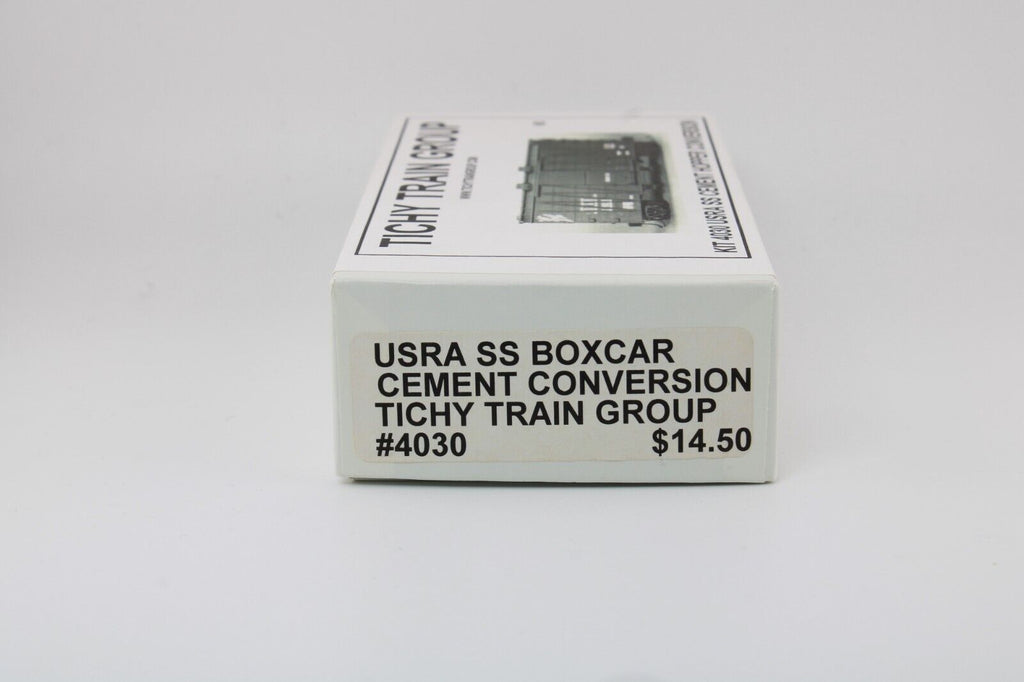 TICHY TRAIN GROUP
KIT 4030 USRA SS CEMENT HOPPER CONVERSION
USRA SS BOXCAR
CEMENT CONVERSION
TICHY TRAIN GROUP
#4030 $14.50